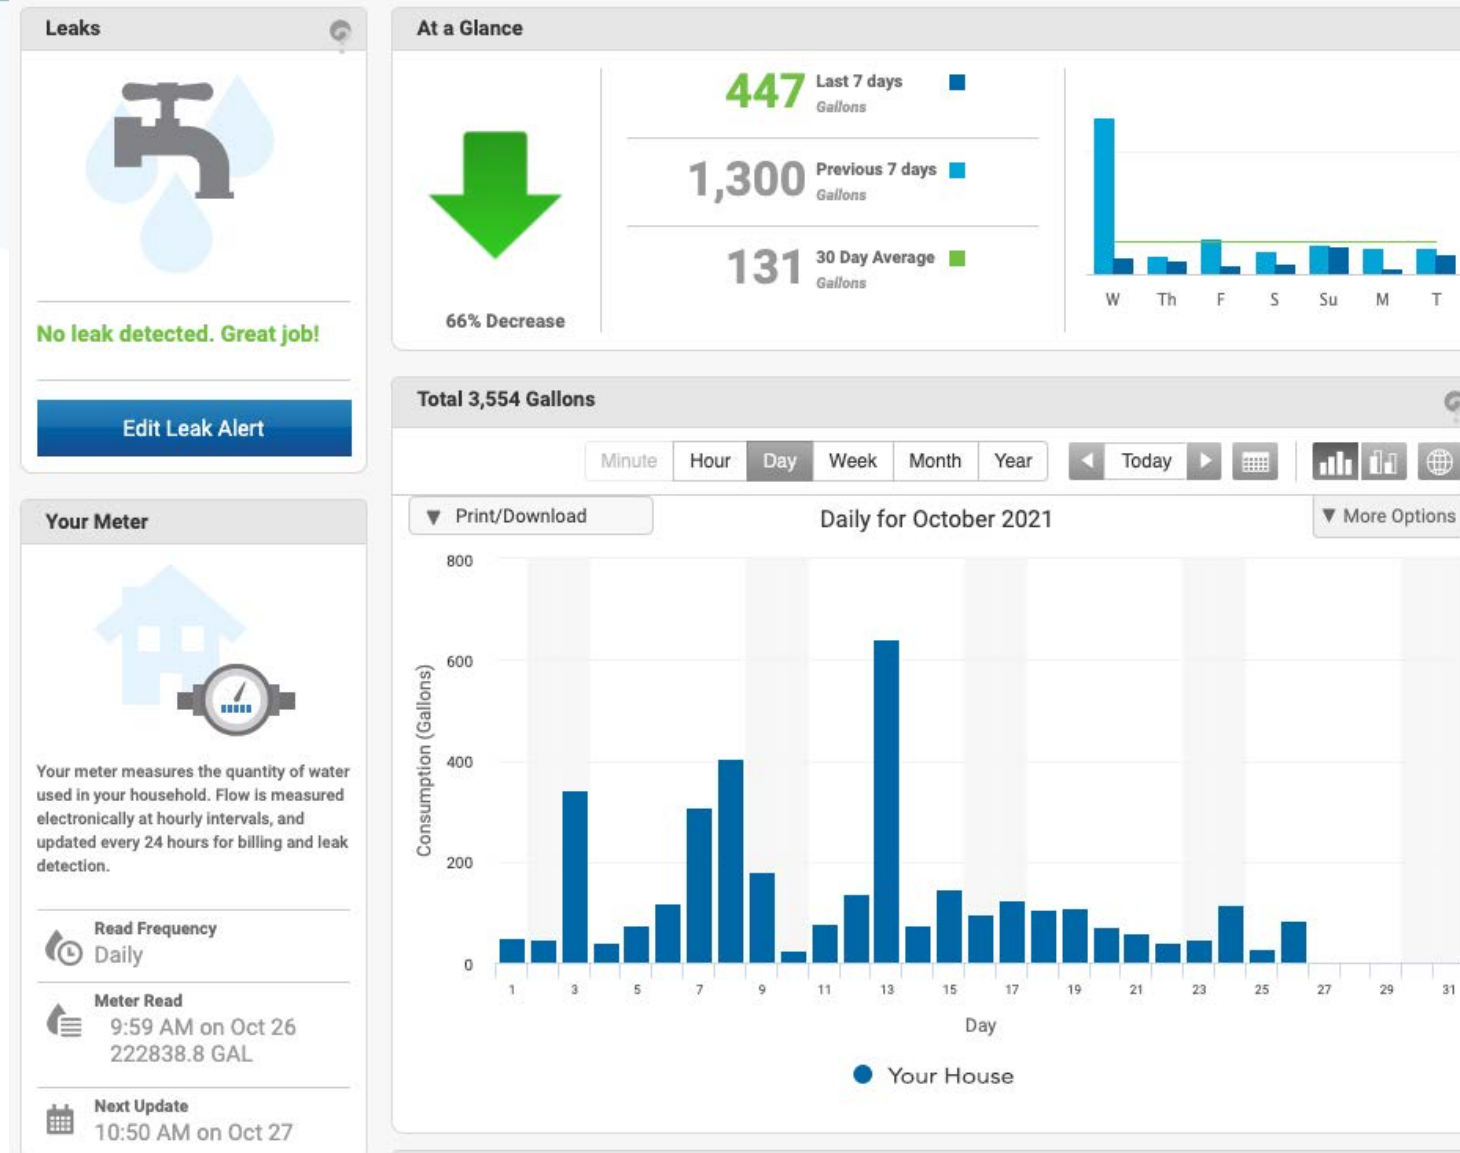 Leaks
No leak detected. Great job!
Edit Leak Alert
Your Meter
Your meter measures the quantity of water
used in your household. Flow is measured
electronically at hourly intervals, and
updated every 24 hours for billing and leak
detection.
Read Frequency
Daily
Meter Read
9:59 AM on Oct 26
222838.8 GAL
Next Update
10:50 AM on Oct 27
At a Glance
66% Decrease
447 Last 7 days
Gallons
1,300 Previous 7 days
Gallons
131 30 Day Average
Gallons
W Th F S Su M T
Total 3,554 Gallons
Minute Hour Day Week Month Year Today
Print/Download
Daily for October 2021
More Options
Consumption (Gallons)
800
600
400
200
0
1 3 5 7 9 11 13 15 17 19 21 23 25 27 29 31
Day
Your House